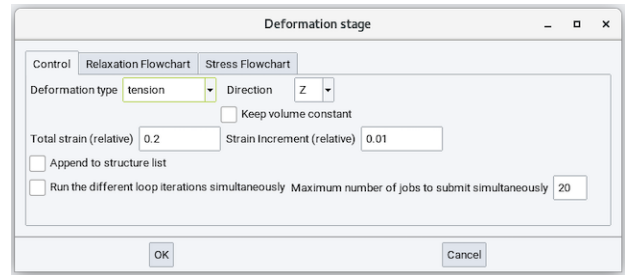 Deformation stage
Control Relaxation Flowchart Stress Flowchart
Deformation type tension Direction Z
Keep volume constant
Total strain (relative) 0.2 Strain Increment (relative) 0.01
Append to structure list
Run the different loop iterations simultaneously Maximum number of jobs to submit simultaneously 20
OK Cancel